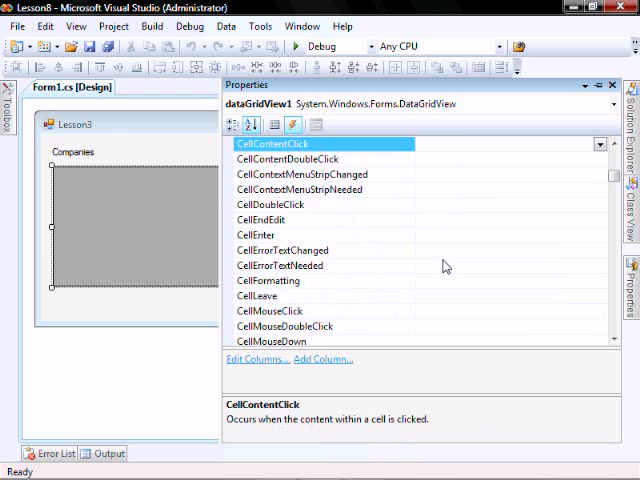 Lesson8 - Microsoft Visual Studio (Administrator)
File Edit View Project Build Debug Data Tools Window Help
Debug Any CPU
Form1.cs [Design]
Properties
dataGridView1 System.Windows.Forms.DataGridView
Toolbox
Lesson3
Companies
CellContentClick
CellContentDoubleClick
CellContextMenuStripChanged
CellContextMenuStripNeeded
CellDoubleClick
CellEndEdit
CellEnter
CellErrorTextChanged
CellErrorTextNeeded
CellFormatting
CellLeave
CellMouseClick
CellMouseDoubleClick
CellMouseDown
Edit Columns..., Add Column...
CellContentClick
Occurs when the content within a cell is clicked.
Solution Explorer
Class View
Properties
Error List Output
Ready